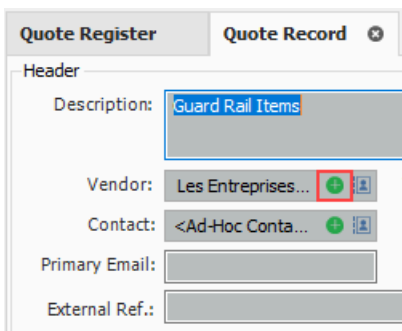 Quote Register
Quote Record
Header
Description:
Guard Rail Items
Vendor:
Les Entreprises...
Contact:
<Ad-Hoc Conta...
Primary Email:
External Ref.: